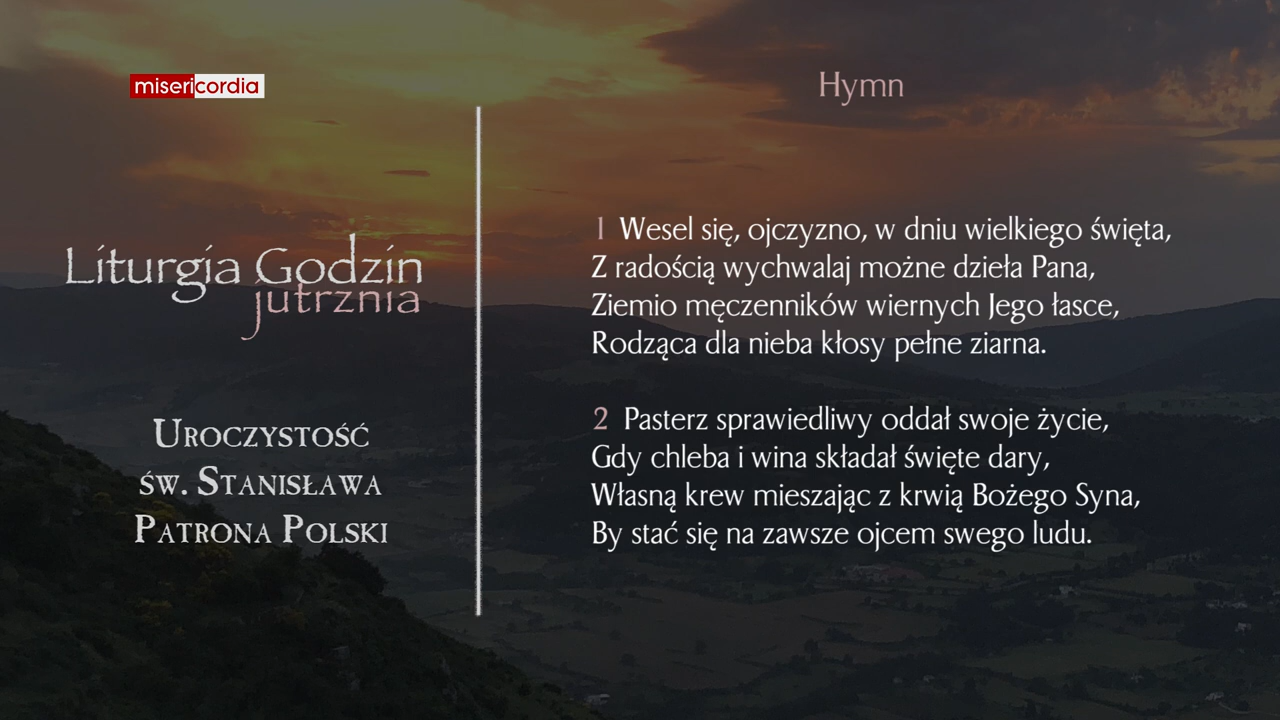 misericordia
Liturgia Godzin
jutrznia
Uroczystość
św. Stanisława
Patrona Polski
Hymn
1 Wesel się, ojczyzno, w dniu wielkiego święta,
Z radością wychwalaj możne dzieła Pana,
Ziemio męczenników wiernych Jego łasce,
Rodząca dla nieba kłosy pełne ziarna.
2 Pasterz sprawiedliwy oddał swoje życie,
Gdy chleba i wina składał święte dary,
Własną krew mieszając z krwią Bożego Syna,
By stać się na zawsze ojcem swego ludu.